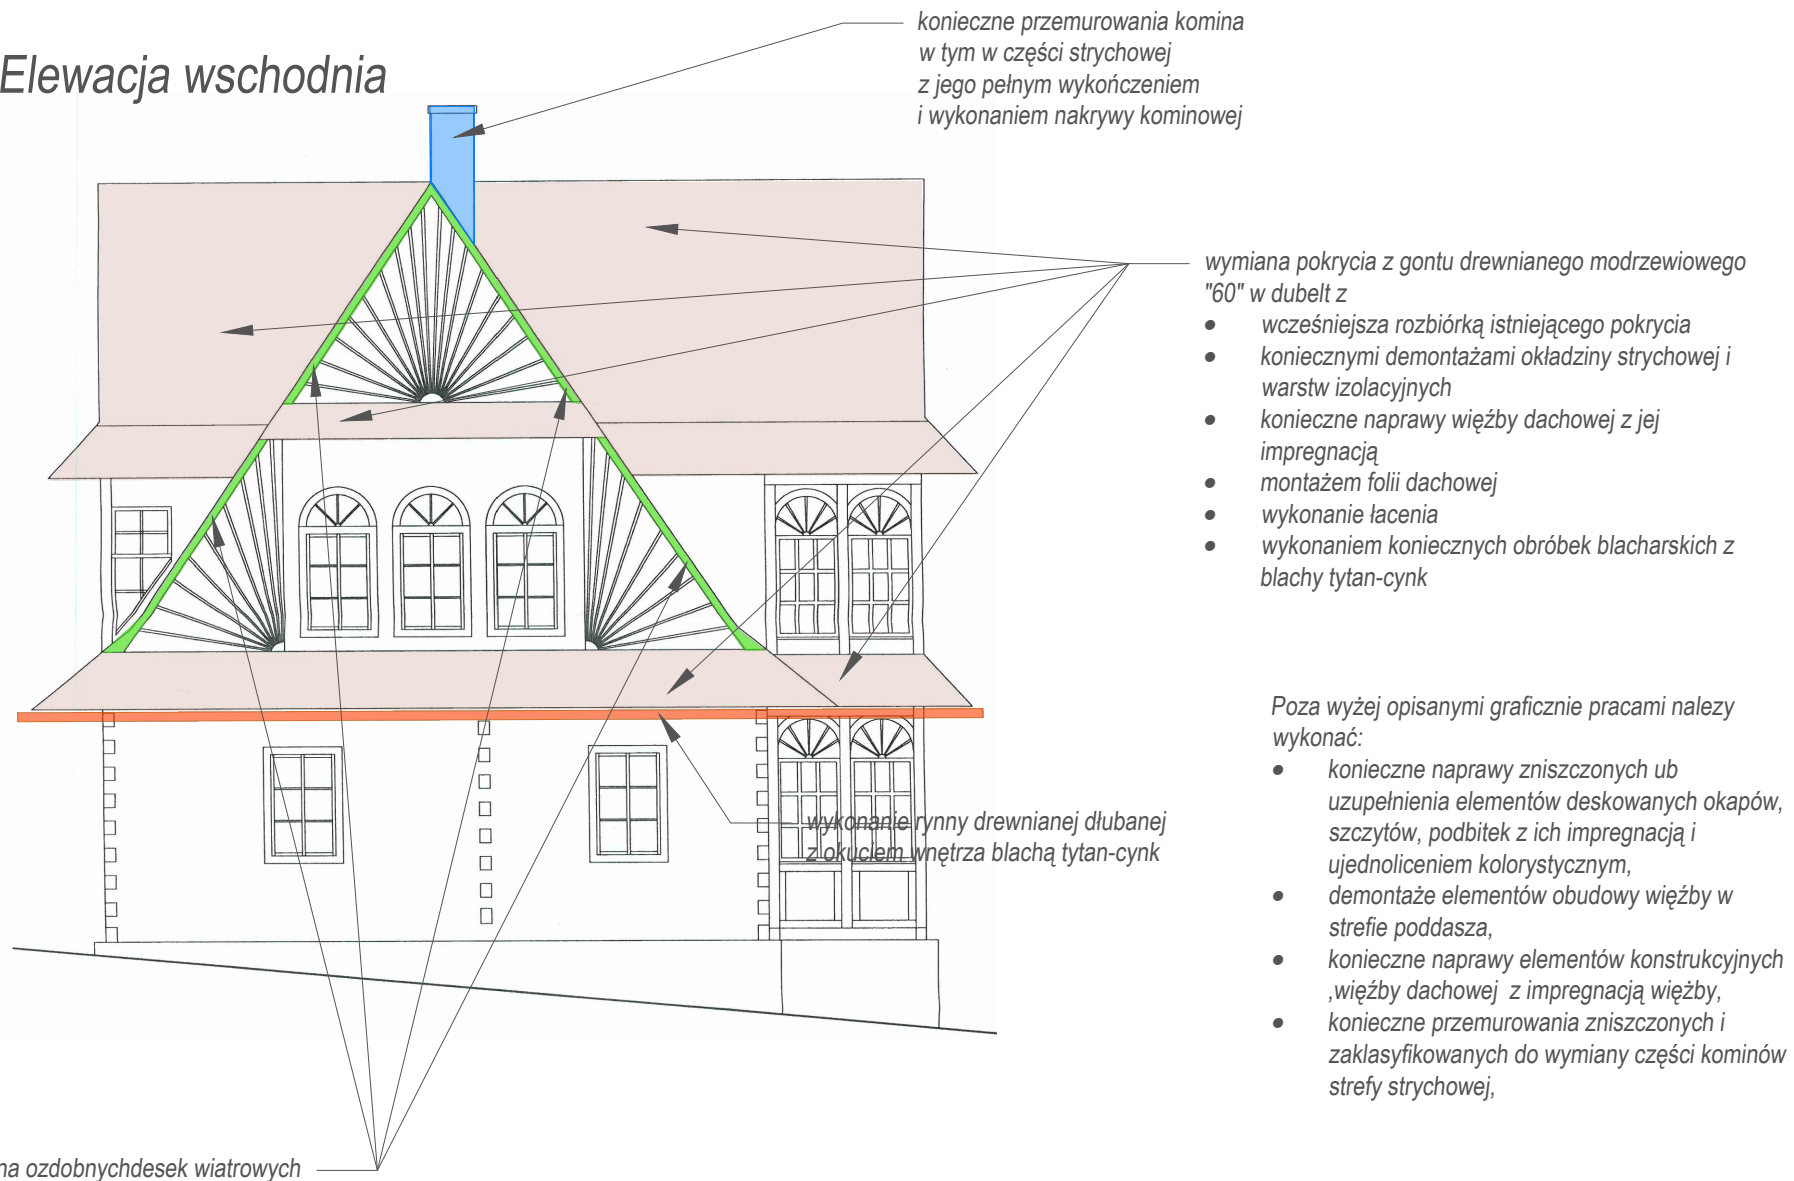 Elewacja wschodnia
konieczne przemurowania komina
w tym w części strychowej
z jego pełnym wykończeniem
i wykonaniem nakrywy kominowej
wymiana pokrycia z gontu drewnianego modrzewiowego
"60" w dubelt z
• wcześniejsza rozbiórką istniejącego pokrycia
• koniecznymi demontażami okładziny strychowej i
warstw izolacyjnych
• konieczne naprawy więźby dachowej z jej
impregnacją
• montażem folii dachowej
• wykonanie łacenia
• wykonaniem koniecznych obróbek blacharskich z
blachy tytan-cynk
Poza wyżej opisanymi graficznie pracami nalezy
wykonać:
• konieczne naprawy zniszczonych ub
uzupełnienia elementów deskowanych okapów,
szczytów, podbitek z ich impregnacją i
ujednoliceniem kolorystycznym,
• demontaże elementów obudowy więźby w
strefie poddasza,
• konieczne naprawy elementów konstrukcyjnych
,więźby dachowej z impregnacją więżby,
• konieczne przemurowania zniszczonych i
zaklasyfikowanych do wymiany części kominów
strefy strychowej,
wykonanie rynny drewnianej dłubanej
z okuciem wnętrza blachą tytan-cynk
na ozdobnychdesek wiatrowych